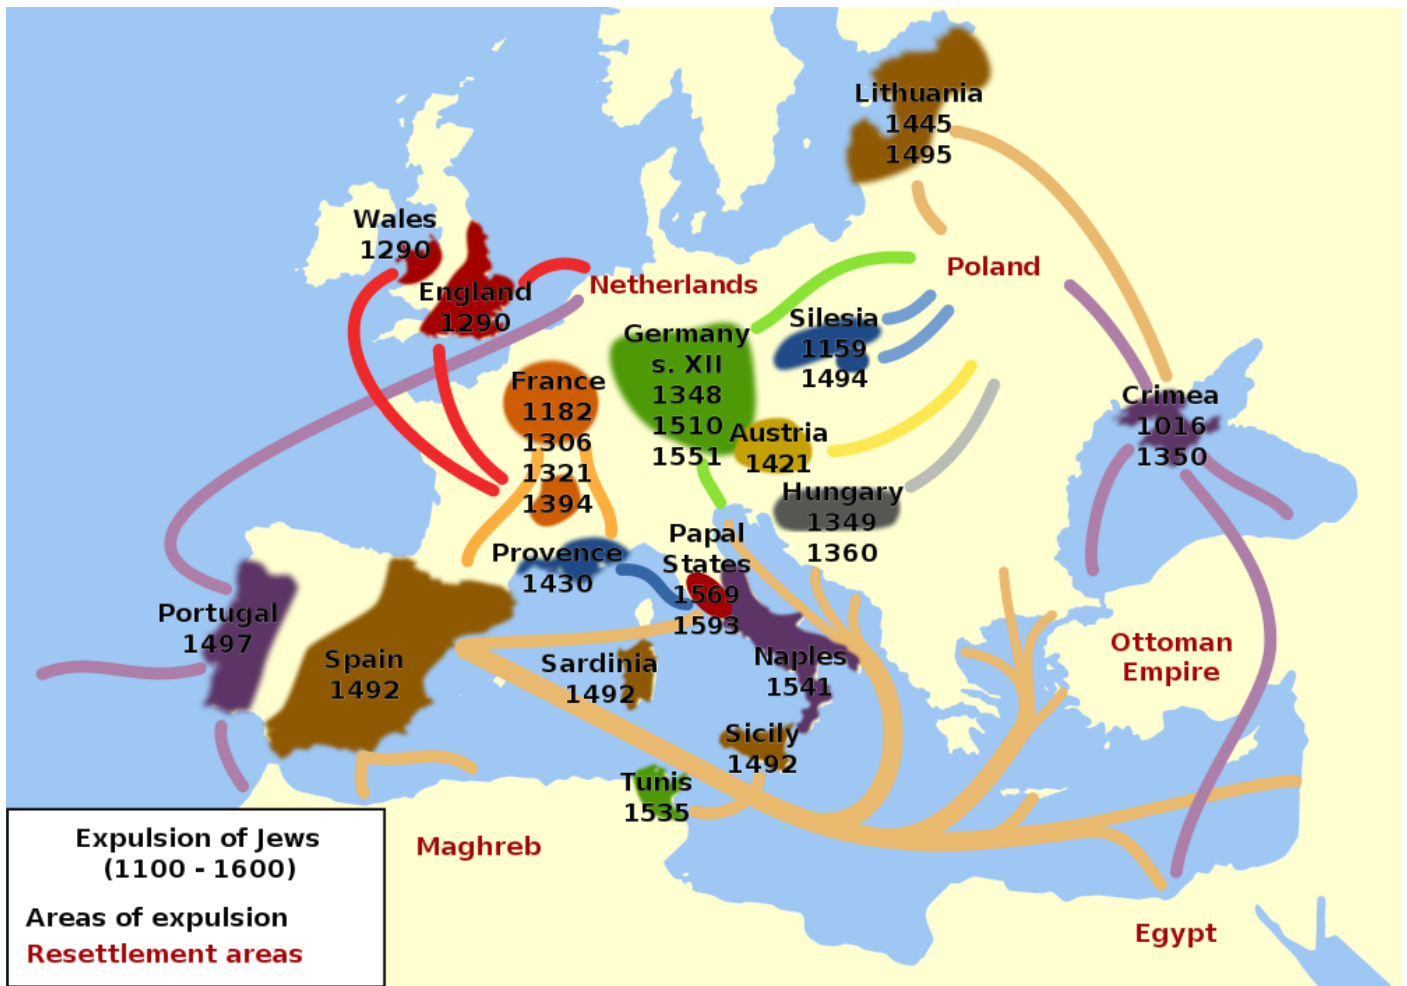 Lithuania
1445
1495
Wales
1290
England
1290
Netherlands
Poland
Germany
s. XII
1348
1510
1551
Silesia
1159
1494
France
1182
1306
1321
1394
Austria
1421
Crimea
1016
1350
Hungary
1349
1360
Papal
States
1569
1593
Provence
1430
Portugal
1497
Spain
1492
Sardinia
1492
Naples
1541
Ottoman
Empire
Sicily
1492
Tunis
1535
Maghreb
Egypt
Expulsion of Jews
(1100 - 1600)
Areas of expulsion
Resettlement areas